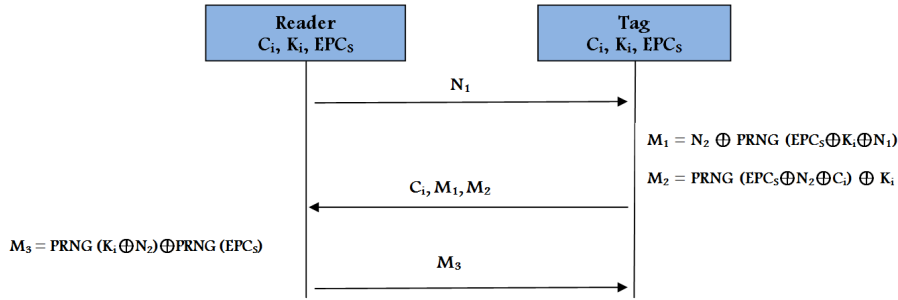 Reader
Cᵢ, Kᵢ, EPCₛ
Tag
Cᵢ, Kᵢ, EPCₛ
N₁
M₁ = N₂ ⊕ PRNG (EPCₛ⊕Kᵢ⊕N₁)
M₂ = PRNG (EPCₛ⊕N₂⊕Cᵢ) ⊕ Kᵢ
Cᵢ, M₁, M₂
M₃ = PRNG (Kᵢ⊕N₂)⊕PRNG (EPCₛ)
M₃